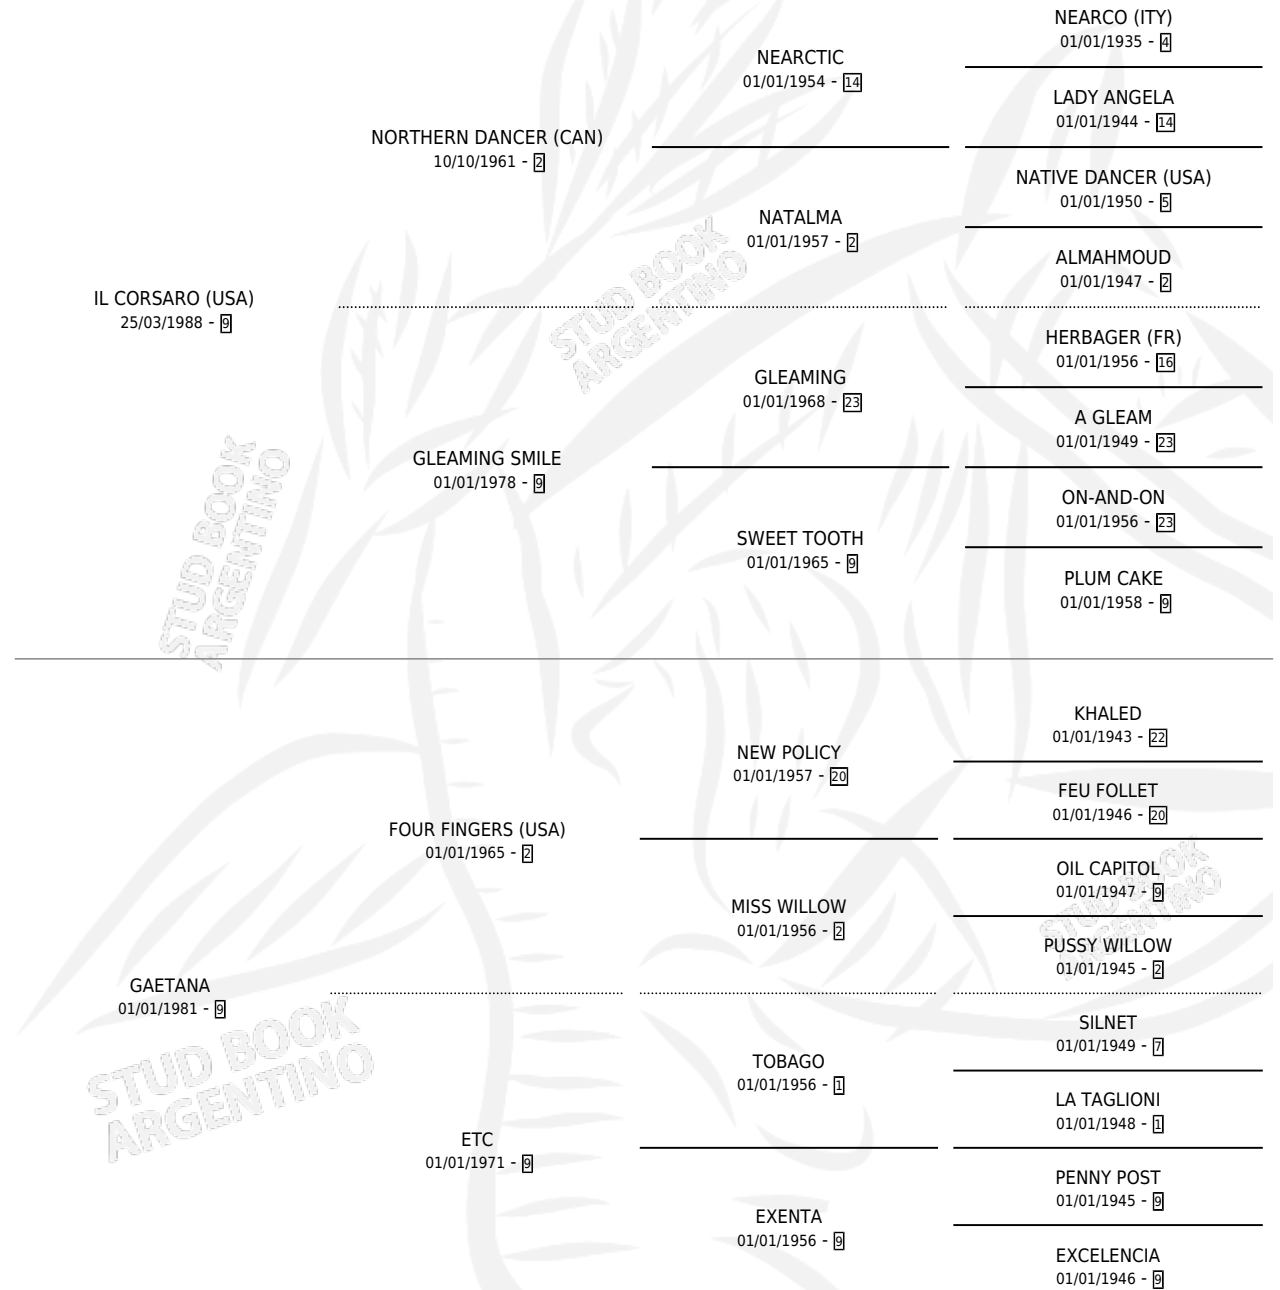 NEARCO (ITY)
01/01/1935 - 4
NEARCTIC
01/01/1954 - 14
LADY ANGELA
01/01/1944 - 14
NORTHERN DANCER (CAN)
10/10/1961 - 2
NATIVE DANCER (USA)
01/01/1950 - 5
NATALMA
01/01/1957 - 2
ALMAHMOUD
01/01/1947 - 2
IL CORSARO (USA)
25/03/1988 - 9
HERBAGER (FR)
01/01/1956 - 16
GLEAMING
01/01/1968 - 23
A GLEAM
01/01/1949 - 23
GLEAMING SMILE
01/01/1978 - 9
ON-AND-ON
01/01/1956 - 23
SWEET TOOTH
01/01/1965 - 9
PLUM CAKE
01/01/1958 - 9
STUD BOOK
ARGENTINO
STUD BOOK
ARGENTINO
KHALED
01/01/1943 - 22
NEW POLICY
01/01/1957 - 20
FEU FOLLET
01/01/1946 - 20
FOUR FINGERS (USA)
01/01/1965 - 2
OIL CAPITOL
01/01/1947 - 9
MISS WILLOW
01/01/1956 - 2
PUSSY WILLOW
01/01/1945 - 2
GAETANA
01/01/1981 - 9
SILNET
01/01/1949 - 7
TOBAGO
01/01/1956 - 1
LA TAGLIONI
01/01/1948 - 1
ETC
01/01/1971 - 9
PENNY POST
01/01/1945 - 9
EXENTA
01/01/1956 - 9
EXCELENCIA
01/01/1946 - 9
STUD BOOK
ARGENTINO
STUD BOOK
ARGENTINO